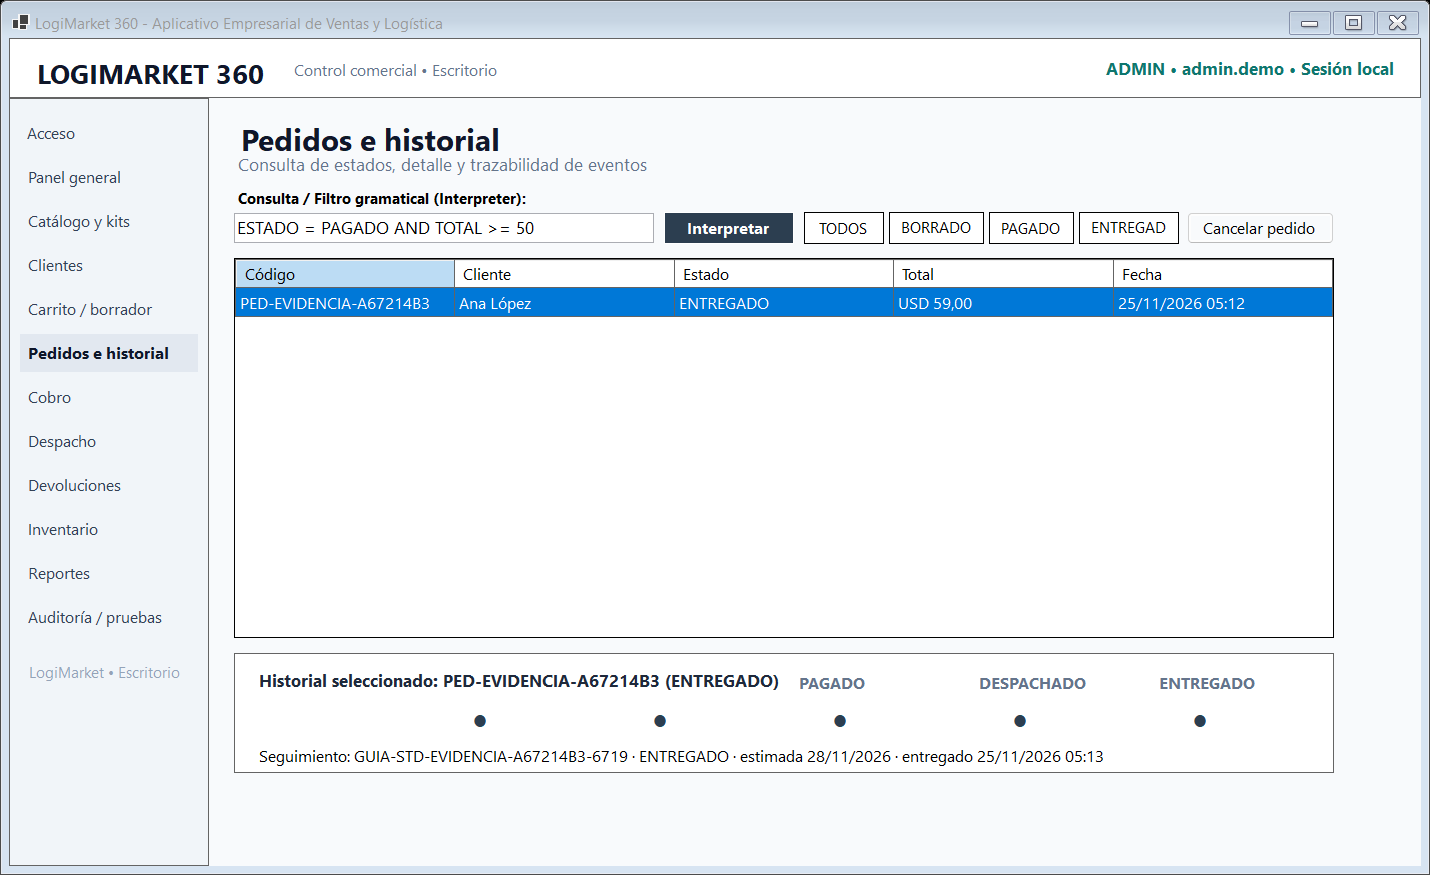 LogiMarket 360 - Aplicativo Empresarial de Ventas y Logística
LOGIMARKET 360
Control comercial • Escritorio
ADMIN • admin.demo • Sesión local
Acceso
Panel general
Catálogo y kits
Clientes
Carrito / borrador
Pedidos e historial
Cobro
Despacho
Devoluciones
Inventario
Reportes
Auditoría / pruebas
LogiMarket • Escritorio
Pedidos e historial
Consulta de estados, detalle y trazabilidad de eventos
Consulta / Filtro gramatical (Interpreter):
ESTADO = PAGADO AND TOTAL >= 50
Interpretar
TODOS
BORRADO
PAGADO
ENTREGAD
Cancelar pedido
Código Cliente Estado Total Fecha
PED-EVIDENCIA-A67214B3 Ana López ENTREGADO USD 59,00 25/11/2026 05:12
Historial seleccionado: PED-EVIDENCIA-A67214B3 (ENTREGADO)
PAGADO DESPACHADO ENTREGADO
Seguimiento: GUIA-STD-EVIDENCIA-A67214B3-6719 · ENTREGADO · estimada 28/11/2026 · entregado 25/11/2026 05:13